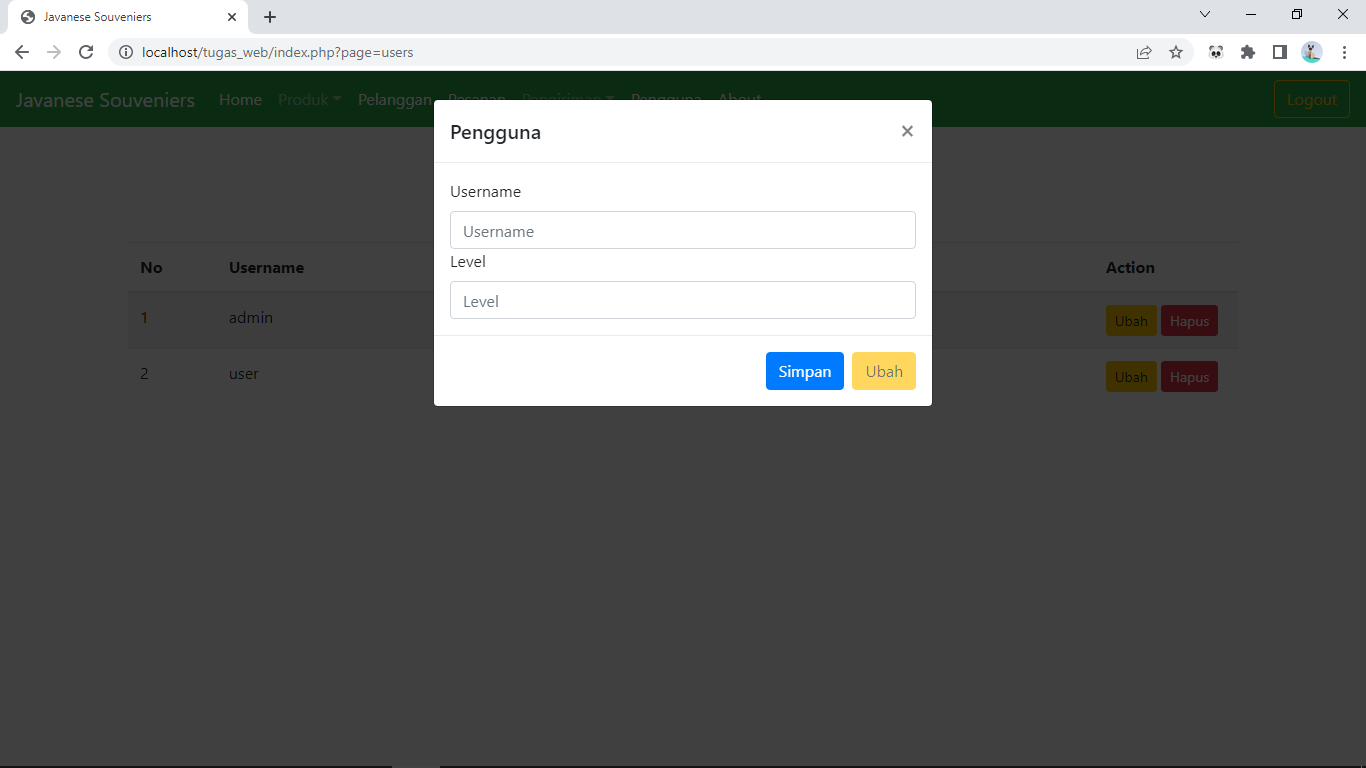 Javanese Souveniers
localhost/tugas_web/index.php?page=users
Javanese Souveniers Home Produk Pelanggan Pesanan Pengiriman Pengguna About Logout
Pengguna ×
Username
Username
Level
Level
Simpan Ubah
No Username Action
1 admin Ubah Hapus
2 user Ubah Hapus